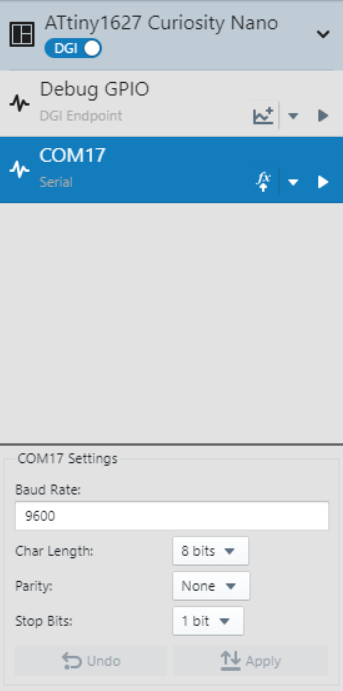 ATtiny1627 Curiosity Nano
DGI
Debug GPIO
DGI Endpoint
COM17
Serial
fx
COM17 Settings
Baud Rate:
9600
Char Length: 8 bits
Parity: None
Stop Bits: 1 bit
Undo Apply